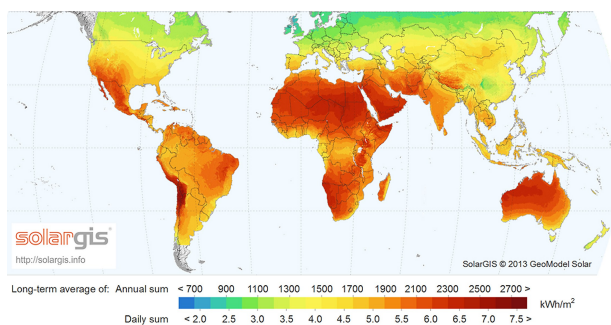 solargis
http://solargis.info
SolarGIS © 2013 GeoModel Solar
Long-term average of: Annual sum < 700 900 1100 1300 1500 1700 1900 2100 2300 2500 2700 >
kWh/m²
Daily sum < 2.0 2.5 3.0 3.5 4.0 4.5 5.0 5.5 6.0 6.5 7.0 7.5 >